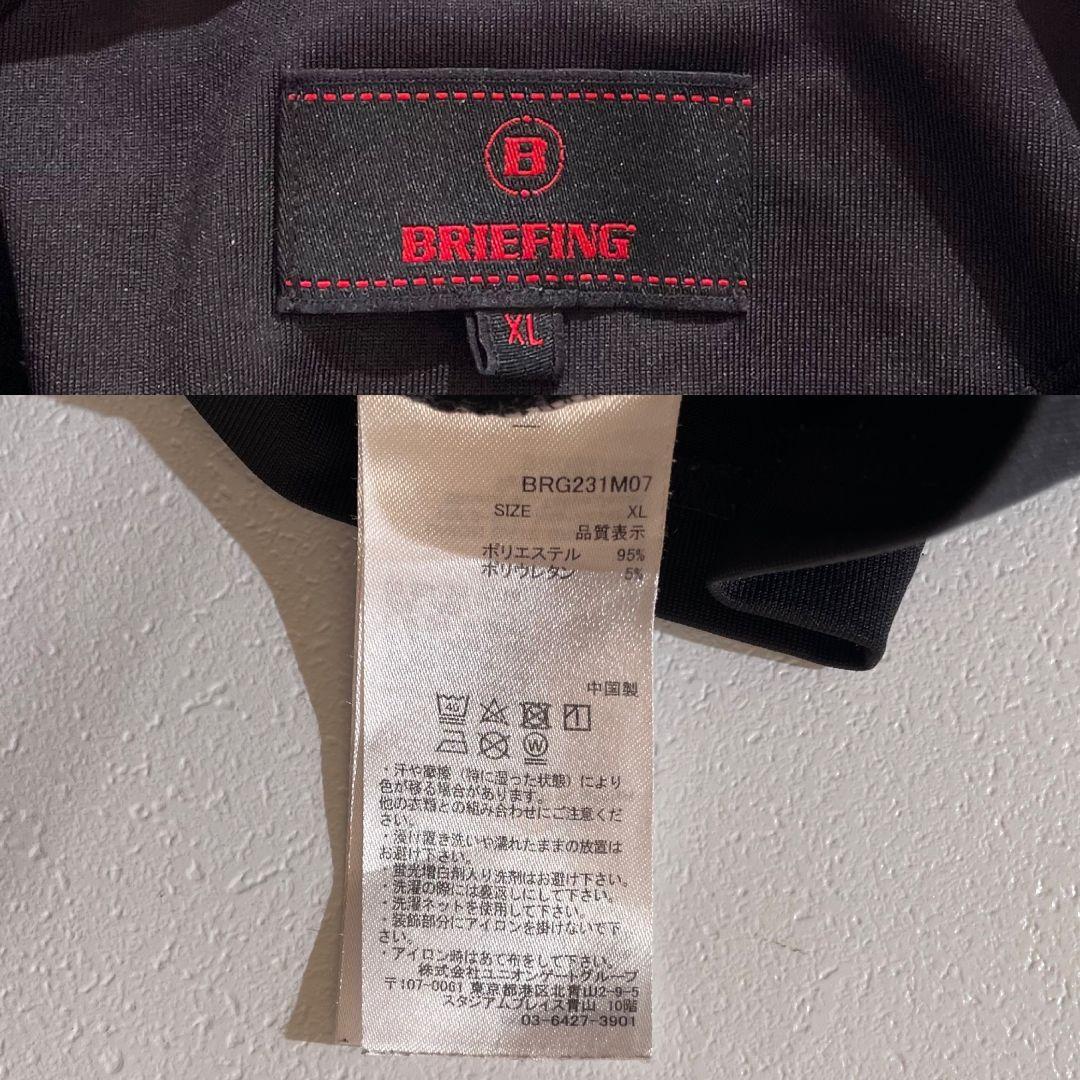 B
BRIEFING
XL
BRG231M07
SIZE XL
品質表示
ポリエステル 95%
ポリウレタン 5%
中国製
40
W
・汗や摩擦（特に湿った状態）により
色が移る場合があります。
他の衣類との組み合わせにご注意くだ
さい。
・浸け置き洗いや濡れたままの放置は
お避け下さい。
・蛍光増白剤入り洗剤はお避け下さい。
・洗濯の際には裏返しにして下さい。
・洗濯ネットを使用して下さい。
・装飾部分にアイロンを掛けないで下
さい。
・アイロン時はあて布をして下さい。
株式会社ユニオンゲートグループ
〒107-0061 東京都港区北青山2-9-5
スタジアムプレイス青山 10階
03-6427-3901